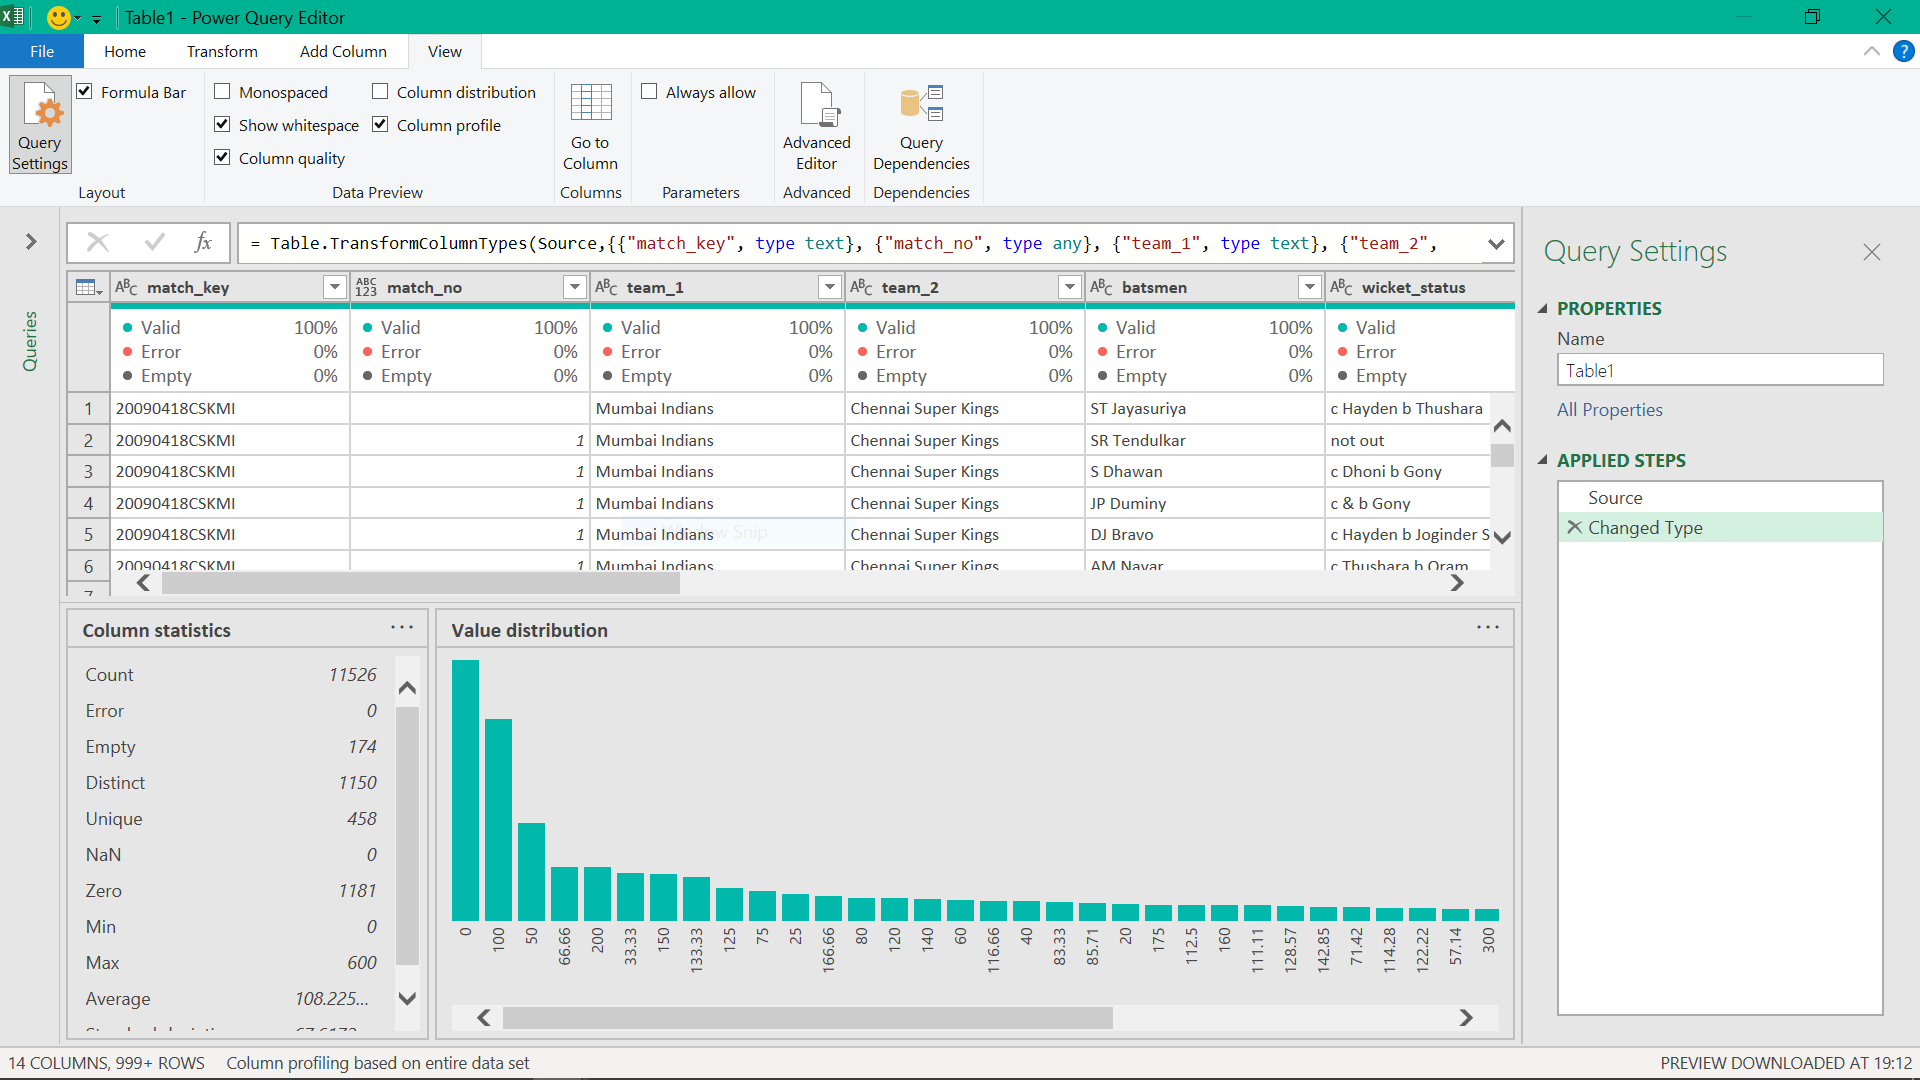 Table1 - Power Query Editor
File Home Transform Add Column View
?
Query Settings
Formula Bar
Layout
Monospaced
Show whitespace
Column quality
Column distribution
Column profile
Data Preview
Go to Column
Columns
Always allow
Parameters
Advanced Editor
Advanced
Query Dependencies
Dependencies
Queries
fx
= Table.TransformColumnTypes(Source,{{"match_key", type text}, {"match_no", type any}, {"team_1", type text}, {"team_2",
ABC match_key ABC 123 match_no ABC team_1 ABC team_2 ABC batsmen ABC wicket_status
Valid 100% Valid 100% Valid 100% Valid 100% Valid 100% Valid
Error 0% Error 0% Error 0% Error 0% Error 0% Error
Empty 0% Empty 0% Empty 0% Empty 0% Empty 0% Empty
1 20090418CSKMI Mumbai Indians Chennai Super Kings ST Jayasuriya c Hayden b Thushara
2 20090418CSKMI 1 Mumbai Indians Chennai Super Kings SR Tendulkar not out
3 20090418CSKMI 1 Mumbai Indians Chennai Super Kings S Dhawan c Dhoni b Gony
4 20090418CSKMI 1 Mumbai Indians Chennai Super Kings JP Duminy c & b Gony
5 20090418CSKMI 1 Mumbai Indians Chennai Super Kings DJ Bravo c Hayden b Joginder S
6 20090418CSKMI 1 Mumbai Indians Chennai Super Kings AM Nayar c Thushara b Oram
7
Column statistics ...
Count 11526
Error 0
Empty 174
Distinct 1150
Unique 458
NaN 0
Zero 1181
Min 0
Max 600
Average 108.225...
Value distribution ...
0 100 50 66.66 200 33.33 150 133.33 125 75 25 166.66 80 120 140 60 116.66 40 83.33 85.71 20 175 112.5 160 111.11 128.57 142.85 71.42 114.28 122.22 57.14 300
Query Settings
PROPERTIES
Name
Table1
All Properties
APPLIED STEPS
Source
Changed Type
14 COLUMNS, 999+ ROWS Column profiling based on entire data set PREVIEW DOWNLOADED AT 19:12